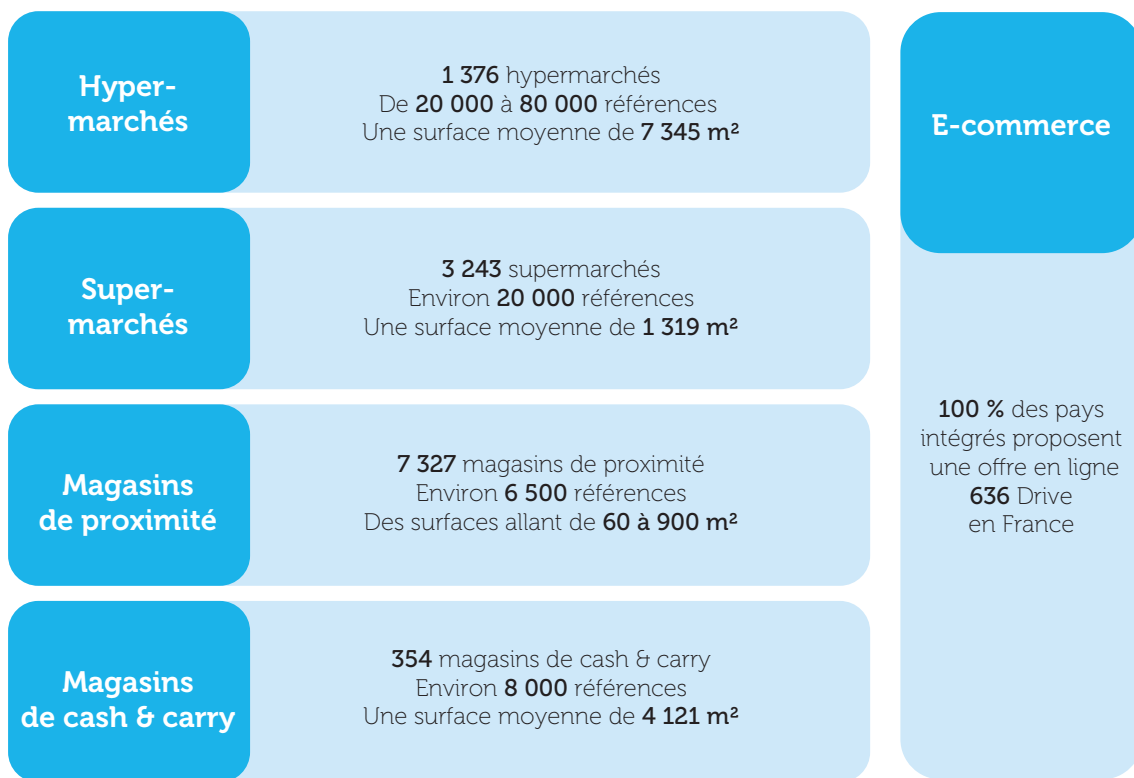 Hyper-
marchés
1 376 hypermarchés
De 20 000 à 80 000 références
Une surface moyenne de 7 345 m²
Super-
marchés
3 243 supermarchés
Environ 20 000 références
Une surface moyenne de 1 319 m²
Magasins
de proximité
7 327 magasins de proximité
Environ 6 500 références
Des surfaces allant de 60 à 900 m²
Magasins
de cash & carry
354 magasins de cash & carry
Environ 8 000 références
Une surface moyenne de 4 121 m²
E-commerce
100 % des pays
intégrés proposent
une offre en ligne
636 Drive
en France